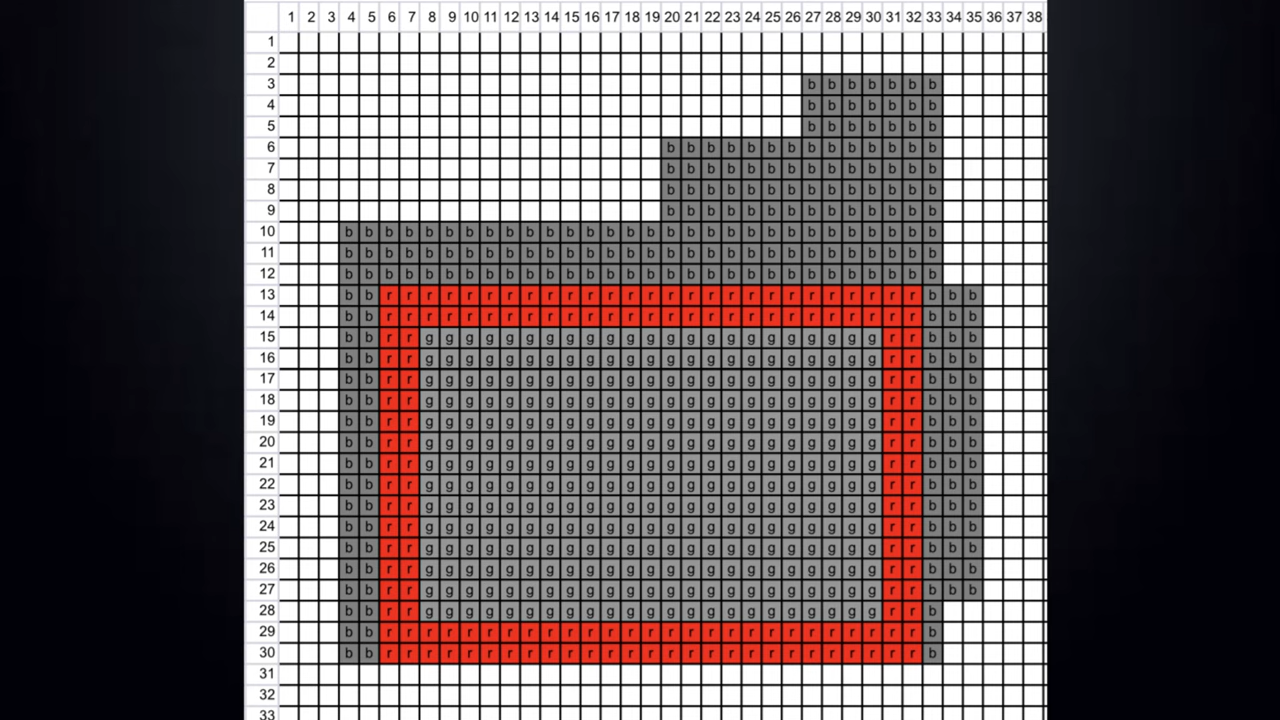 1 2 3 4 5 6 7 8 9 10 11 12 13 14 15 16 17 18 19 20 21 22 23 24 25 26 27 28 29 30 31 32 33 34 35 36 37 38
1
2
3 b b b b b b b
4 b b b b b b b
5 b b b b b b b
6 b b b b b b b b b b b b b b
7 b b b b b b b b b b b b b b
8 b b b b b b b b b b b b b b
9 b b b b b b b b b b b b b b
10 b b b b b b b b b b b b b b b b b b b b b b b b b b b b b b
11 b b b b b b b b b b b b b b b b b b b b b b b b b b b b b b
12 b b b b b b b b b b b b b b b b b b b b b b b b b b b b b b
13 b b r r r r r r r r r r r r r r r r r r r r r r r r r r r b b b
14 b b r r r r r r r r r r r r r r r r r r r r r r r r r r r b b b
15 b b r r g g g g g g g g g g g g g g g g g g g g g g g r r b b b
16 b b r r g g g g g g g g g g g g g g g g g g g g g g g r r b b b
17 b b r r g g g g g g g g g g g g g g g g g g g g g g g r r b b b
18 b b r r g g g g g g g g g g g g g g g g g g g g g g g r r b b b
19 b b r r g g g g g g g g g g g g g g g g g g g g g g g r r b b b
20 b b r r g g g g g g g g g g g g g g g g g g g g g g g r r b b b
21 b b r r g g g g g g g g g g g g g g g g g g g g g g g r r b b b
22 b b r r g g g g g g g g g g g g g g g g g g g g g g g r r b b b
23 b b r r g g g g g g g g g g g g g g g g g g g g g g g r r b b b
24 b b r r g g g g g g g g g g g g g g g g g g g g g g g r r b b b
25 b b r r g g g g g g g g g g g g g g g g g g g g g g g r r b b b
26 b b r r g g g g g g g g g g g g g g g g g g g g g g g r r b b b
27 b b r r g g g g g g g g g g g g g g g g g g g g g g g r r b b b
28 b b r r g g g g g g g g g g g g g g g g g g g g g g g r r b
29 b b r r r r r r r r r r r r r r r r r r r r r r r r r r r b
30 b b r r r r r r r r r r r r r r r r r r r r r r r r r r r b
31
32
33